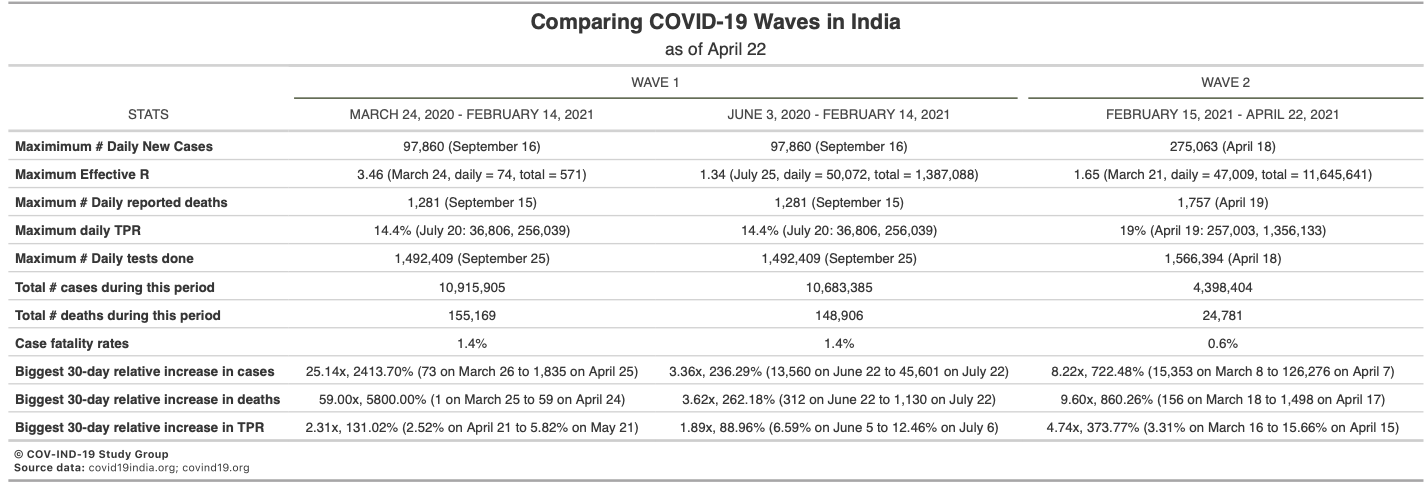 Comparing COVID-19 Waves in India
as of April 22
WAVE 1 WAVE 2
STATS MARCH 24, 2020 - FEBRUARY 14, 2021 JUNE 3, 2020 - FEBRUARY 14, 2021 FEBRUARY 15, 2021 - APRIL 22, 2021
Maximimum # Daily New Cases 97,860 (September 16) 97,860 (September 16) 275,063 (April 18)
Maximum Effective R 3.46 (March 24, daily = 74, total = 571) 1.34 (July 25, daily = 50,072, total = 1,387,088) 1.65 (March 21, daily = 47,009, total = 11,645,641)
Maximum # Daily reported deaths 1,281 (September 15) 1,281 (September 15) 1,757 (April 19)
Maximum daily TPR 14.4% (July 20: 36,806, 256,039) 14.4% (July 20: 36,806, 256,039) 19% (April 19: 257,003, 1,356,133)
Maximum # Daily tests done 1,492,409 (September 25) 1,492,409 (September 25) 1,566,394 (April 18)
Total # cases during this period 10,915,905 10,683,385 4,398,404
Total # deaths during this period 155,169 148,906 24,781
Case fatality rates 1.4% 1.4% 0.6%
Biggest 30-day relative increase in cases 25.14x, 2413.70% (73 on March 26 to 1,835 on April 25) 3.36x, 236.29% (13,560 on June 22 to 45,601 on July 22) 8.22x, 722.48% (15,353 on March 8 to 126,276 on April 7)
Biggest 30-day relative increase in deaths 59.00x, 5800.00% (1 on March 25 to 59 on April 24) 3.62x, 262.18% (312 on June 22 to 1,130 on July 22) 9.60x, 860.26% (156 on March 18 to 1,498 on April 17)
Biggest 30-day relative increase in TPR 2.31x, 131.02% (2.52% on April 21 to 5.82% on May 21) 1.89x, 88.96% (6.59% on June 5 to 12.46% on July 6) 4.74x, 373.77% (3.31% on March 16 to 15.66% on April 15)
© COV-IND-19 Study Group
Source data: covid19india.org; covind19.org